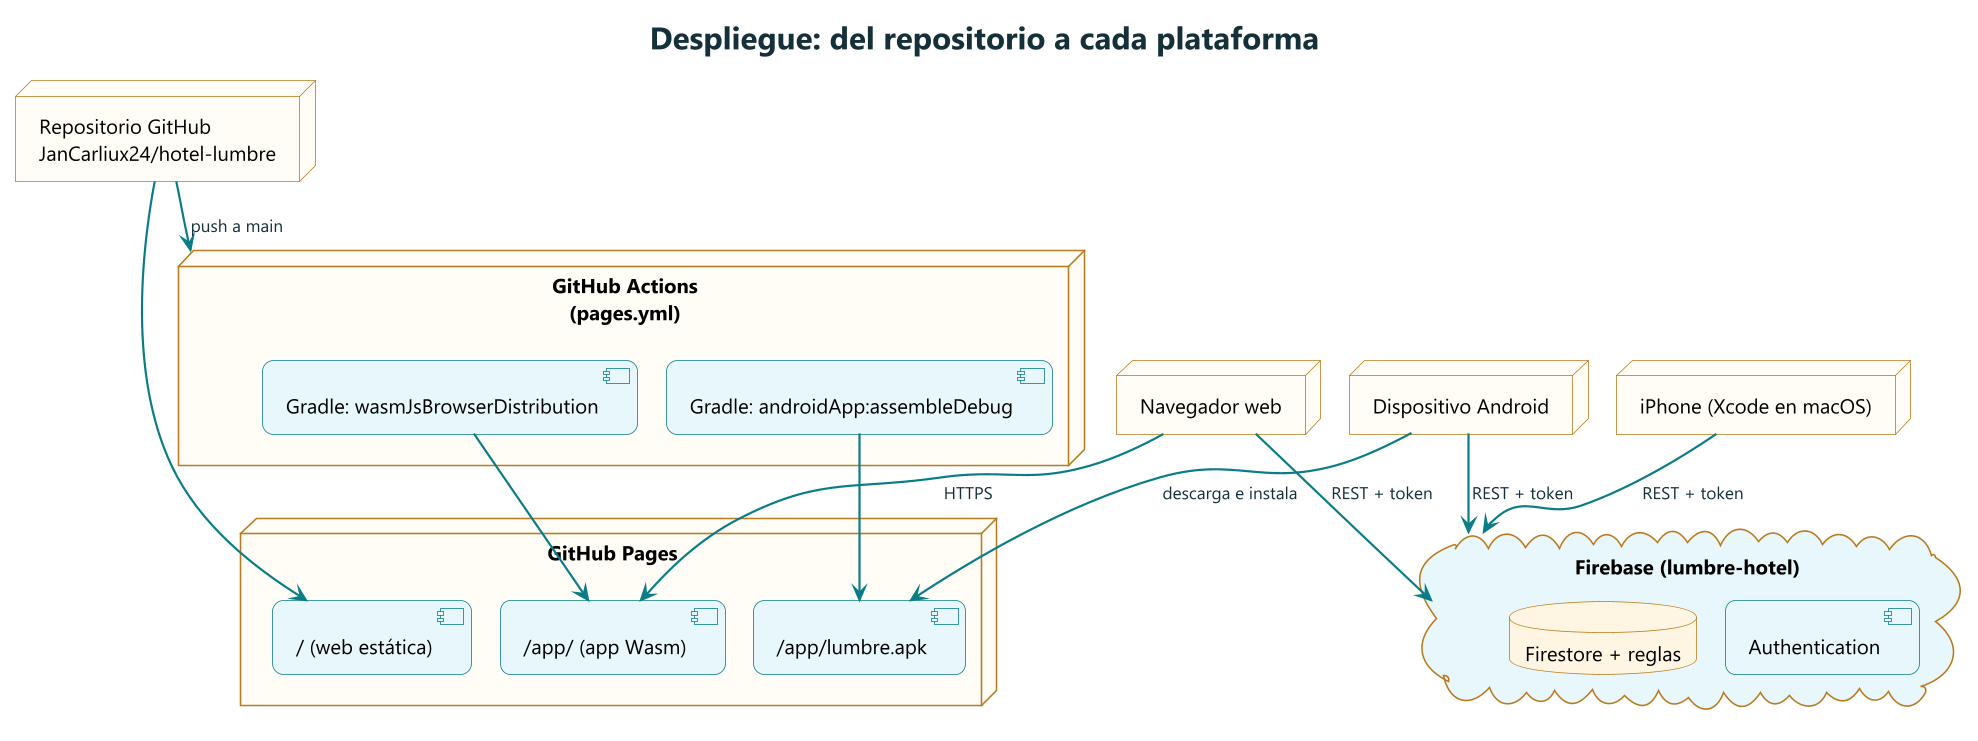 Despliegue: del repositorio a cada plataforma
Repositorio GitHub
JanCarliux24/hotel-lumbre
push a main
GitHub Actions
(pages.yml)
Gradle: wasmJsBrowserDistribution
Gradle: androidApp:assembleDebug
Navegador web
Dispositivo Android
iPhone (Xcode en macOS)
HTTPS
descarga e instala
REST + token
REST + token
REST + token
GitHub Pages
/ (web estática)
/app/ (app Wasm)
/app/lumbre.apk
Firebase (lumbre-hotel)
Firestore + reglas
Authentication